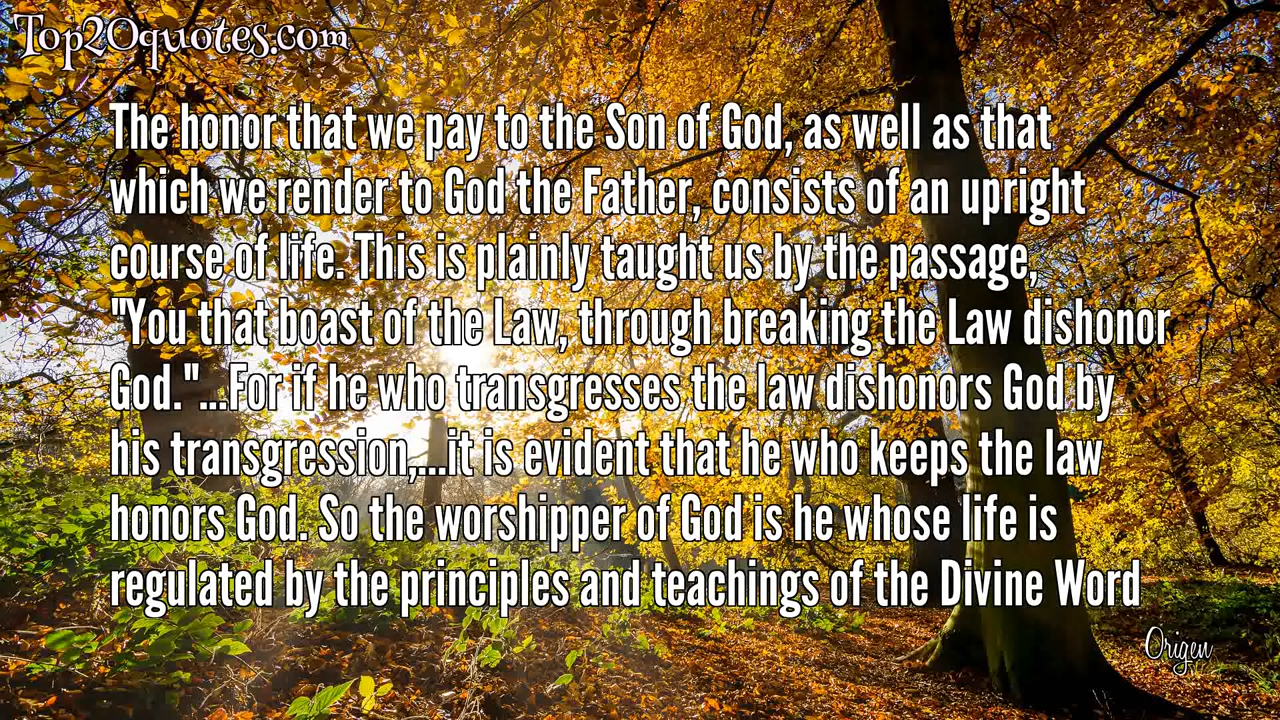 Top20quotes.com
The honor that we pay to the Son of God, as well as that
which we render to God the Father, consists of an upright
course of life. This is plainly taught us by the passage,
"You that boast of the Law, through breaking the Law dishonor
God."...For if he who transgresses the law dishonors God by
his transgression,...it is evident that he who keeps the law
honors God. So the worshipper of God is he whose life is
regulated by the principles and teachings of the Divine Word
Origen